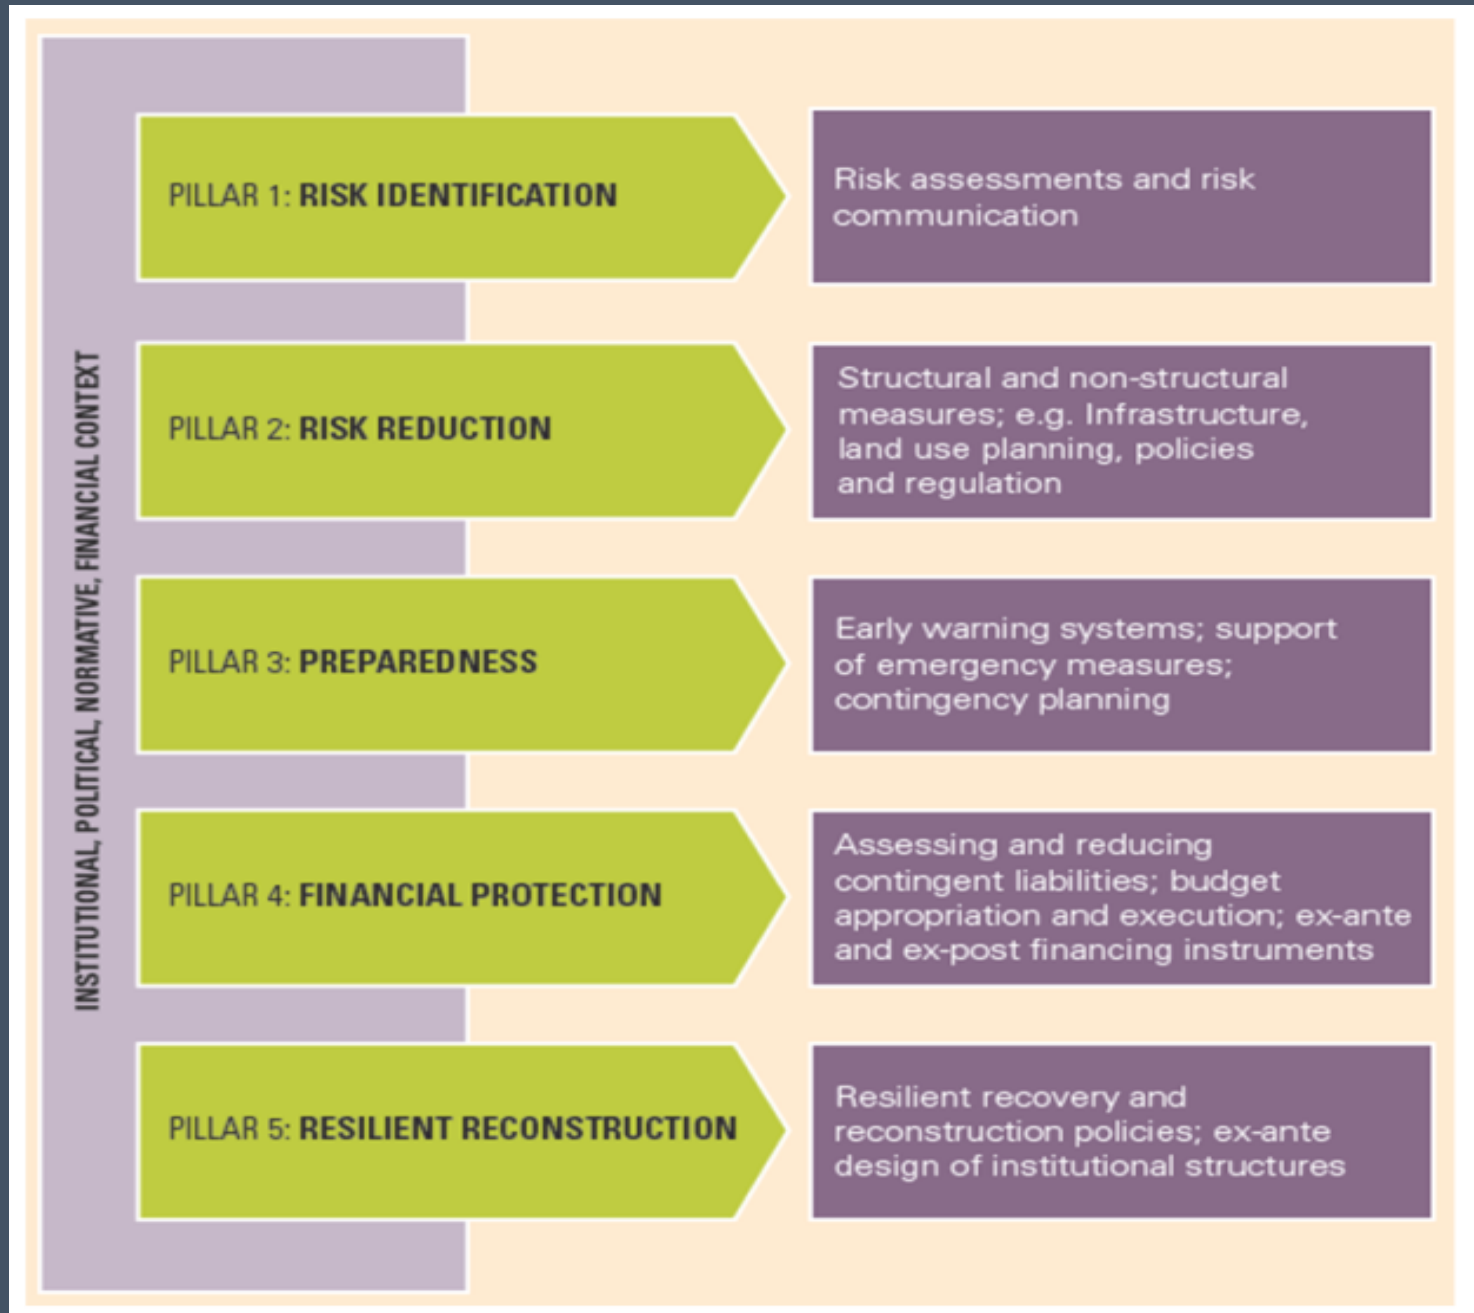 INSTITUTIONAL, POLITICAL, NORMATIVE, FINANCIAL CONTEXT
PILLAR 1: RISK IDENTIFICATION
Risk assessments and risk
communication
PILLAR 2: RISK REDUCTION
Structural and non-structural
measures; e.g. Infrastructure,
land use planning, policies
and regulation
PILLAR 3: PREPAREDNESS
Early warning systems; support
of emergency measures;
contingency planning
PILLAR 4: FINANCIAL PROTECTION
Assessing and reducing
contingent liabilities; budget
appropriation and execution; ex-ante
and ex-post financing instruments
PILLAR 5: RESILIENT RECONSTRUCTION
Resilient recovery and
reconstruction policies; ex-ante
design of institutional structures